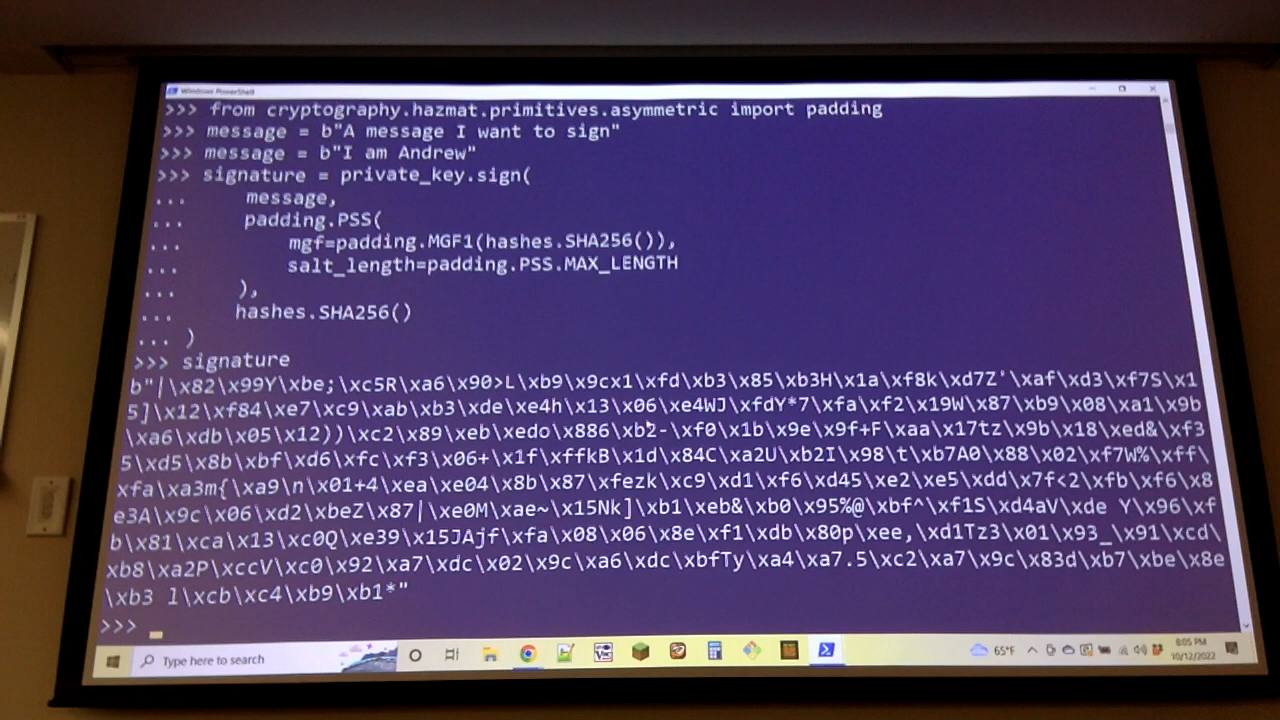 Windows PowerShell
>>> from cryptography.hazmat.primitives.asymmetric import padding
>>> message = b"A message I want to sign"
>>> message = b"I am Andrew"
>>> signature = private_key.sign(
...     message,
...     padding.PSS(
...         mgf=padding.MGF1(hashes.SHA256()),
...         salt_length=padding.PSS.MAX_LENGTH
...     ),
...     hashes.SHA256()
... )
>>> signature
b"|\x82\x99Y\xbe;\xc5R\xa6\x90>L\xb9\x9cx1\xfd\xb3\x85\xb3H\x1a\xf8k\xd7Z'\xaf\xd3\xf7S\x1
5]\x12\xf84\xe7\xc9\xab\xb3\xde\xe4h\x13\x06\xe4WJ\xfdY*7\xfa\xf2\x19W\x87\xb9\x08\xa1\x9b
\xa6\xdb\x05\x12))\xc2\x89\xeb\xedo\x886\xb2-\xf0\x1b\x9e\x9f+F\xaa\x17tz\x9b\x18\xed&\xf3
5\xd5\x8b\xbf\xd6\xfc\xf3\x06+\x1f\xffkB\x1d\x84C\xa2U\xb2I\x98\t\xb7A0\x88\x02\xf7W%\xff\
xfa\xa3m{\xa9\n\x01+4\xea\xe04\x8b\x87\xfezk\xc9\xd1\xf6\xd45\xe2\xe5\xdd\x7f<2\xfb\xf6\x8
e3A\x9c\x06\xd2\xbeZ\x87|\xe0M\xae~\x15Nk]\xb1\xeb&\xb0\x95%@\xbf^\xf1S\xd4aV\xde Y\x96\xf
b\x81\xca\x13\xc0Q\xe39\x15JAjf\xfa\x08\x06\x8e\xf1\xdb\x80p\xee,\xd1Tz3\x01\x93_\x91\xcd\
xb8\xa2P\xccV\xc0\x92\xa7\xdc\x02\x9c\xa6\xdc\xbfTy\xa4\xa7.5\xc2\xa7\x9c\x83d\xb7\xbe\x8e
\xb3 l\xcb\xc4\xb9\xb1*"
>>>
Type here to search
65°F
8:05 PM
10/12/2022